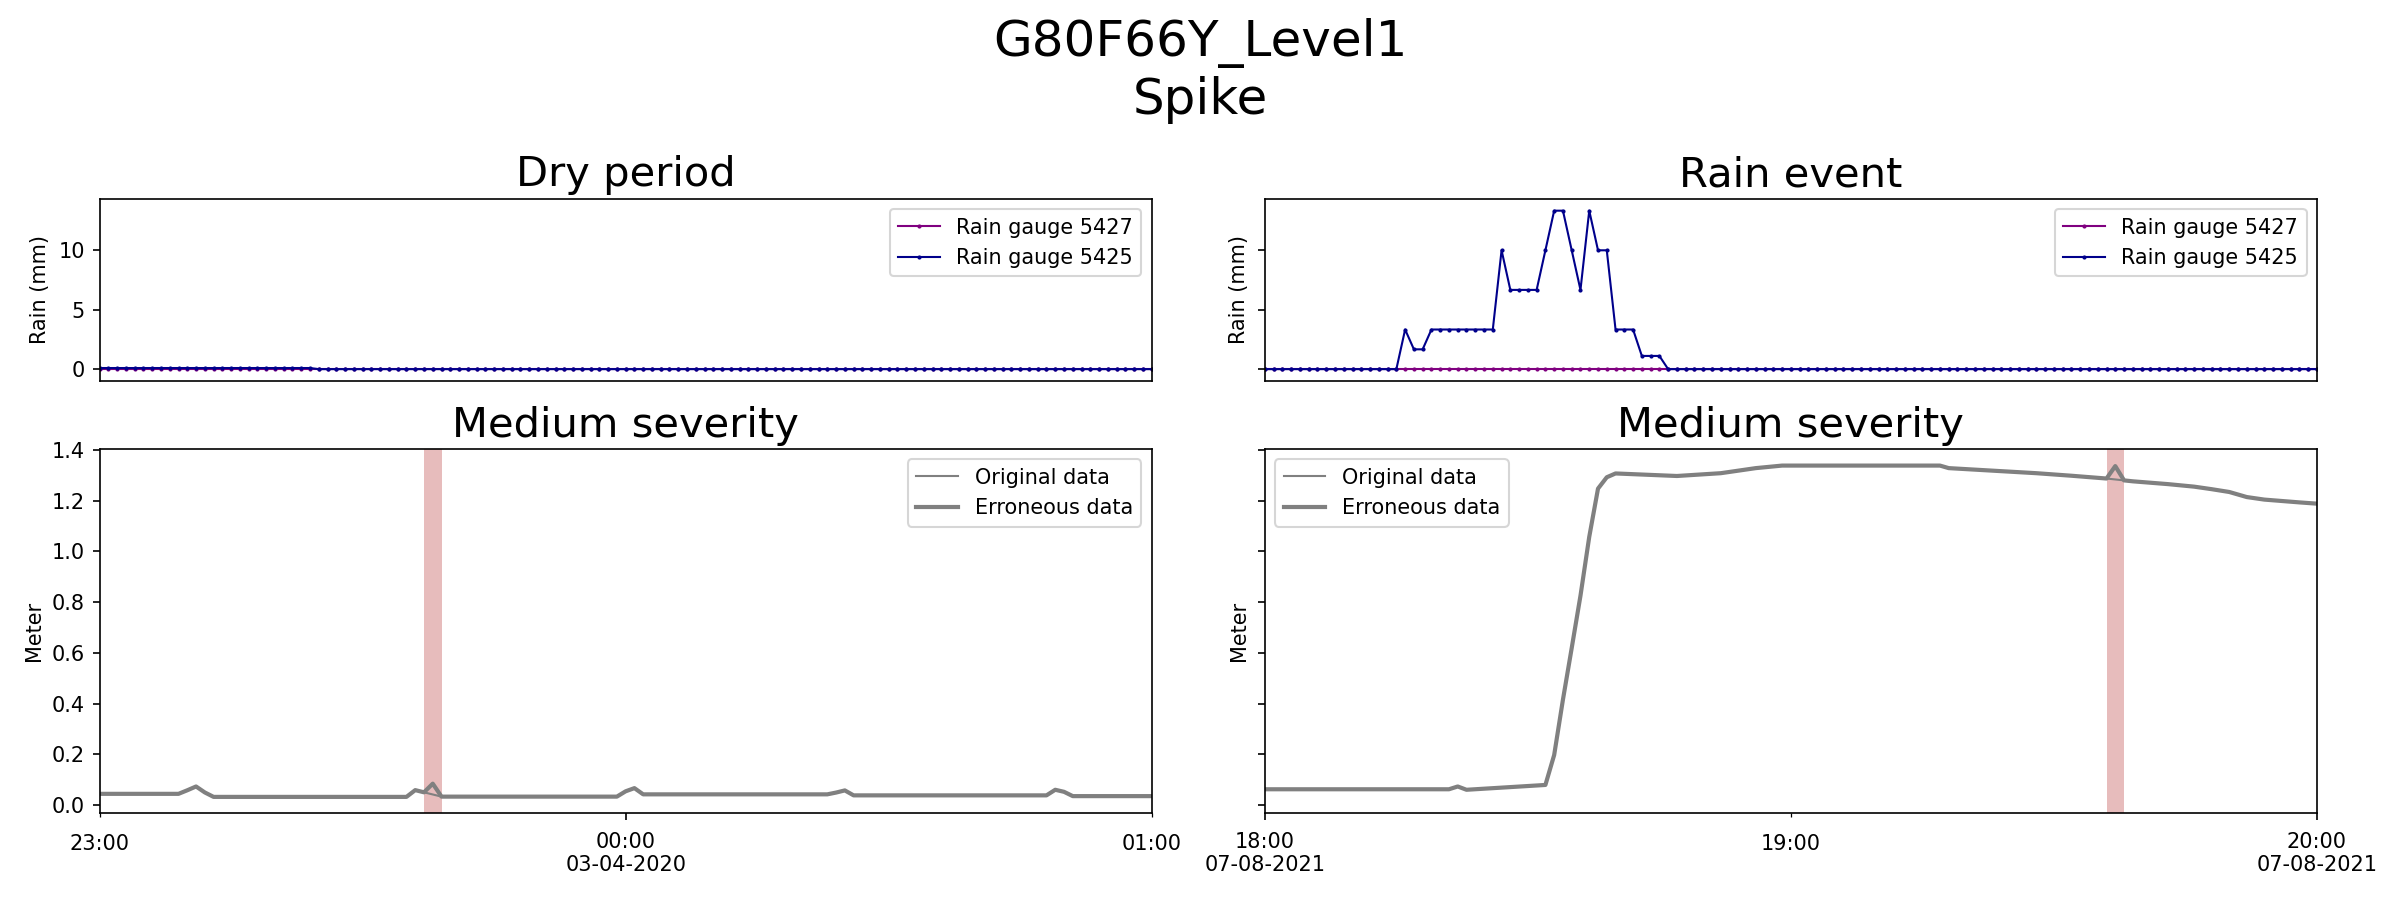 G80F66Y_Level1
Spike
Dry period
Rain event
Rain (mm)
10
5
0
Rain gauge 5427
Rain gauge 5425
Rain (mm)
Rain gauge 5427
Rain gauge 5425
Medium severity
Medium severity
Meter
1.4
1.2
1.0
0.8
0.6
0.4
0.2
0.0
Original data
Erroneous data
Meter
Original data
Erroneous data
23:00
00:00
03-04-2020
01:00
18:00
07-08-2021
19:00
20:00
07-08-2021